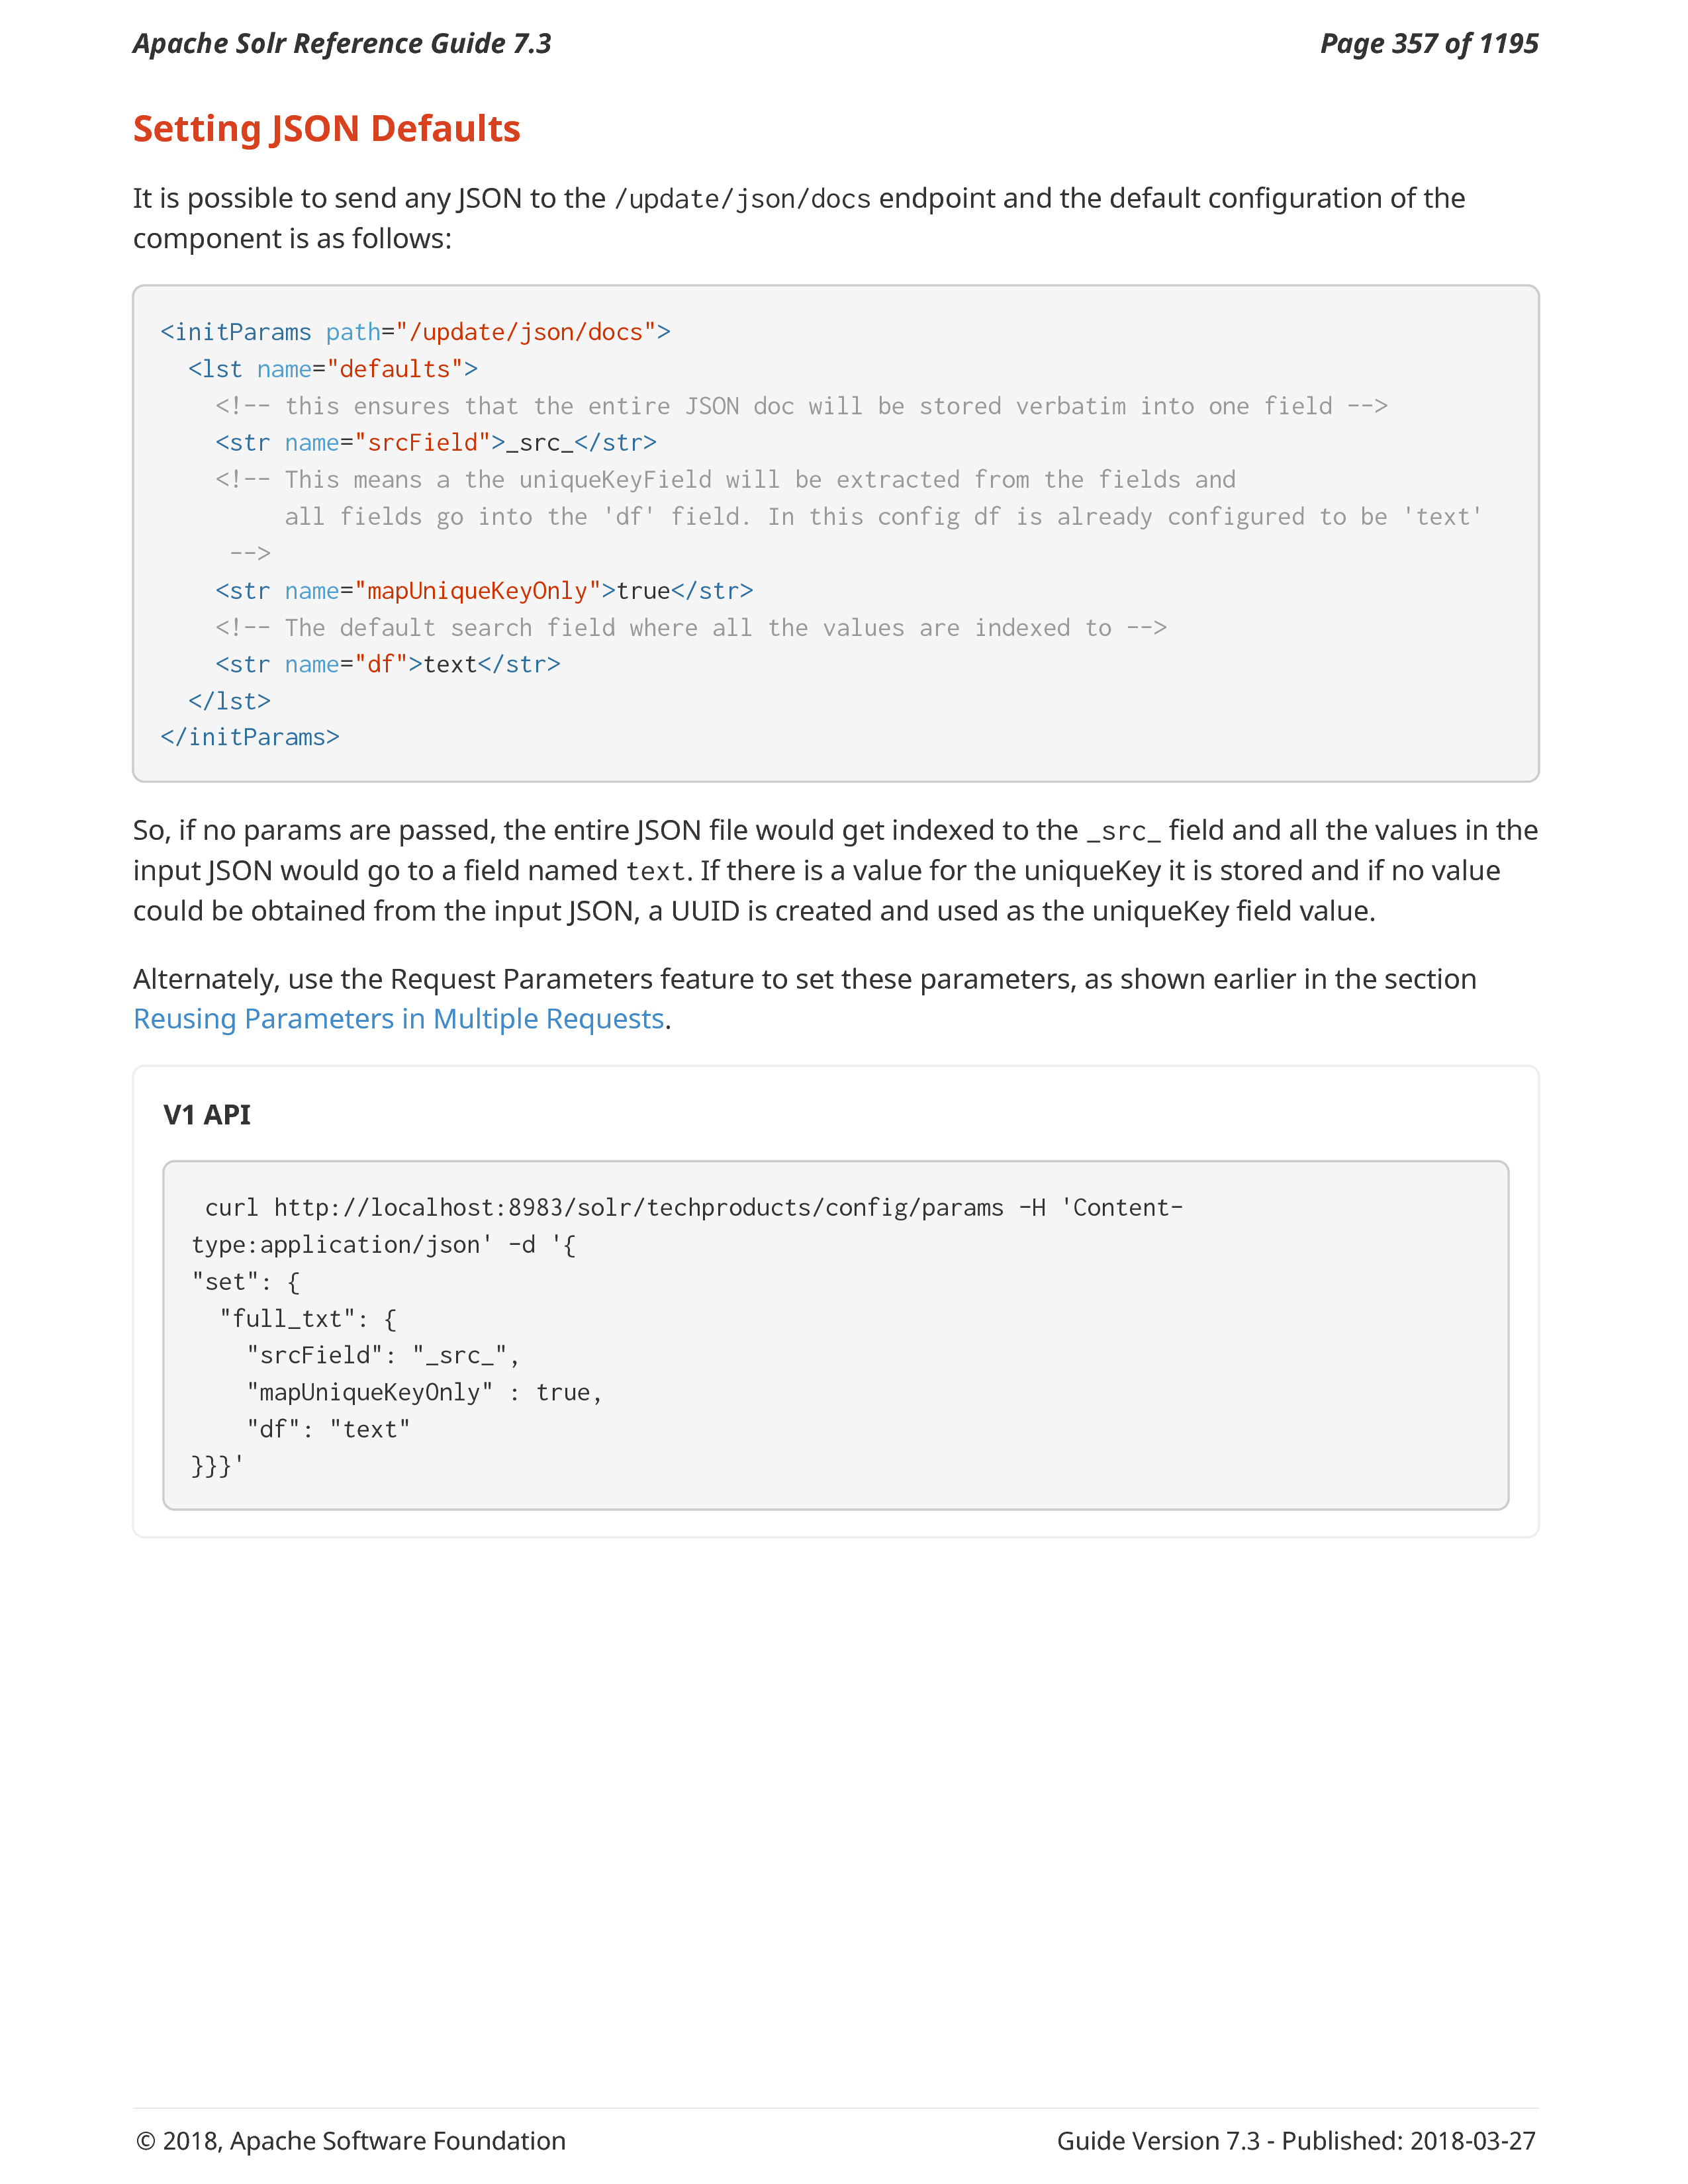 Apache Solr Reference Guide 7.3 Page 357 of 1195
Setting JSON Defaults
It is possible to send any JSON to the /update/json/docs endpoint and the default configuration of the
component is as follows:
<initParams path="/update/json/docs">
  <lst name="defaults">
    <!-- this ensures that the entire JSON doc will be stored verbatim into one field -->
    <str name="srcField">_src_</str>
    <!-- This means a the uniqueKeyField will be extracted from the fields and
         all fields go into the 'df' field. In this config df is already configured to be 'text'
     -->
    <str name="mapUniqueKeyOnly">true</str>
    <!-- The default search field where all the values are indexed to -->
    <str name="df">text</str>
  </lst>
</initParams>
So, if no params are passed, the entire JSON file would get indexed to the _src_ field and all the values in the
input JSON would go to a field named text. If there is a value for the uniqueKey it is stored and if no value
could be obtained from the input JSON, a UUID is created and used as the uniqueKey field value.
Alternately, use the Request Parameters feature to set these parameters, as shown earlier in the section
Reusing Parameters in Multiple Requests.
V1 API
 curl http://localhost:8983/solr/techproducts/config/params -H 'Content-
type:application/json' -d '{
"set": {
  "full_txt": {
    "srcField": "_src_",
    "mapUniqueKeyOnly" : true,
    "df": "text"
}}}'
© 2018, Apache Software Foundation Guide Version 7.3 - Published: 2018-03-27